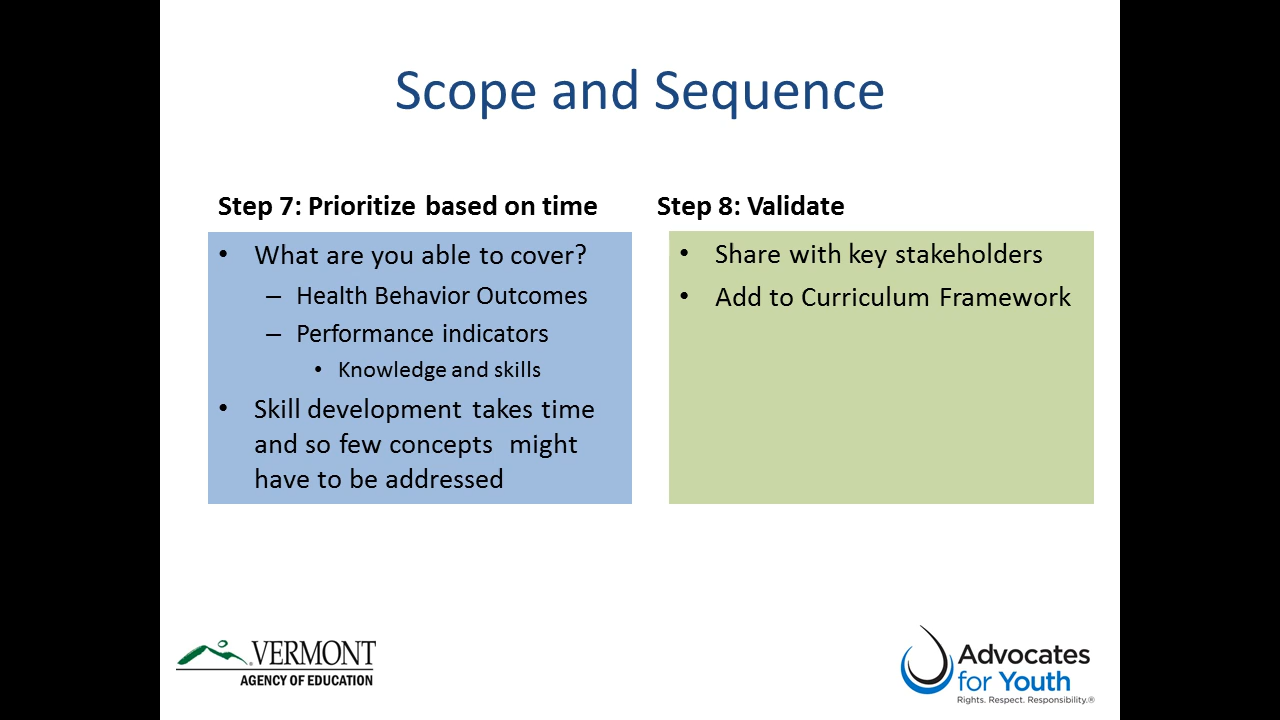 Scope and Sequence
Step 7: Prioritize based on time
• What are you able to cover?
– Health Behavior Outcomes
– Performance indicators
• Knowledge and skills
• Skill development takes time
and so few concepts might
have to be addressed
Step 8: Validate
• Share with key stakeholders
• Add to Curriculum Framework
VERMONT
AGENCY OF EDUCATION
Advocates
for Youth
Rights. Respect. Responsibility.®